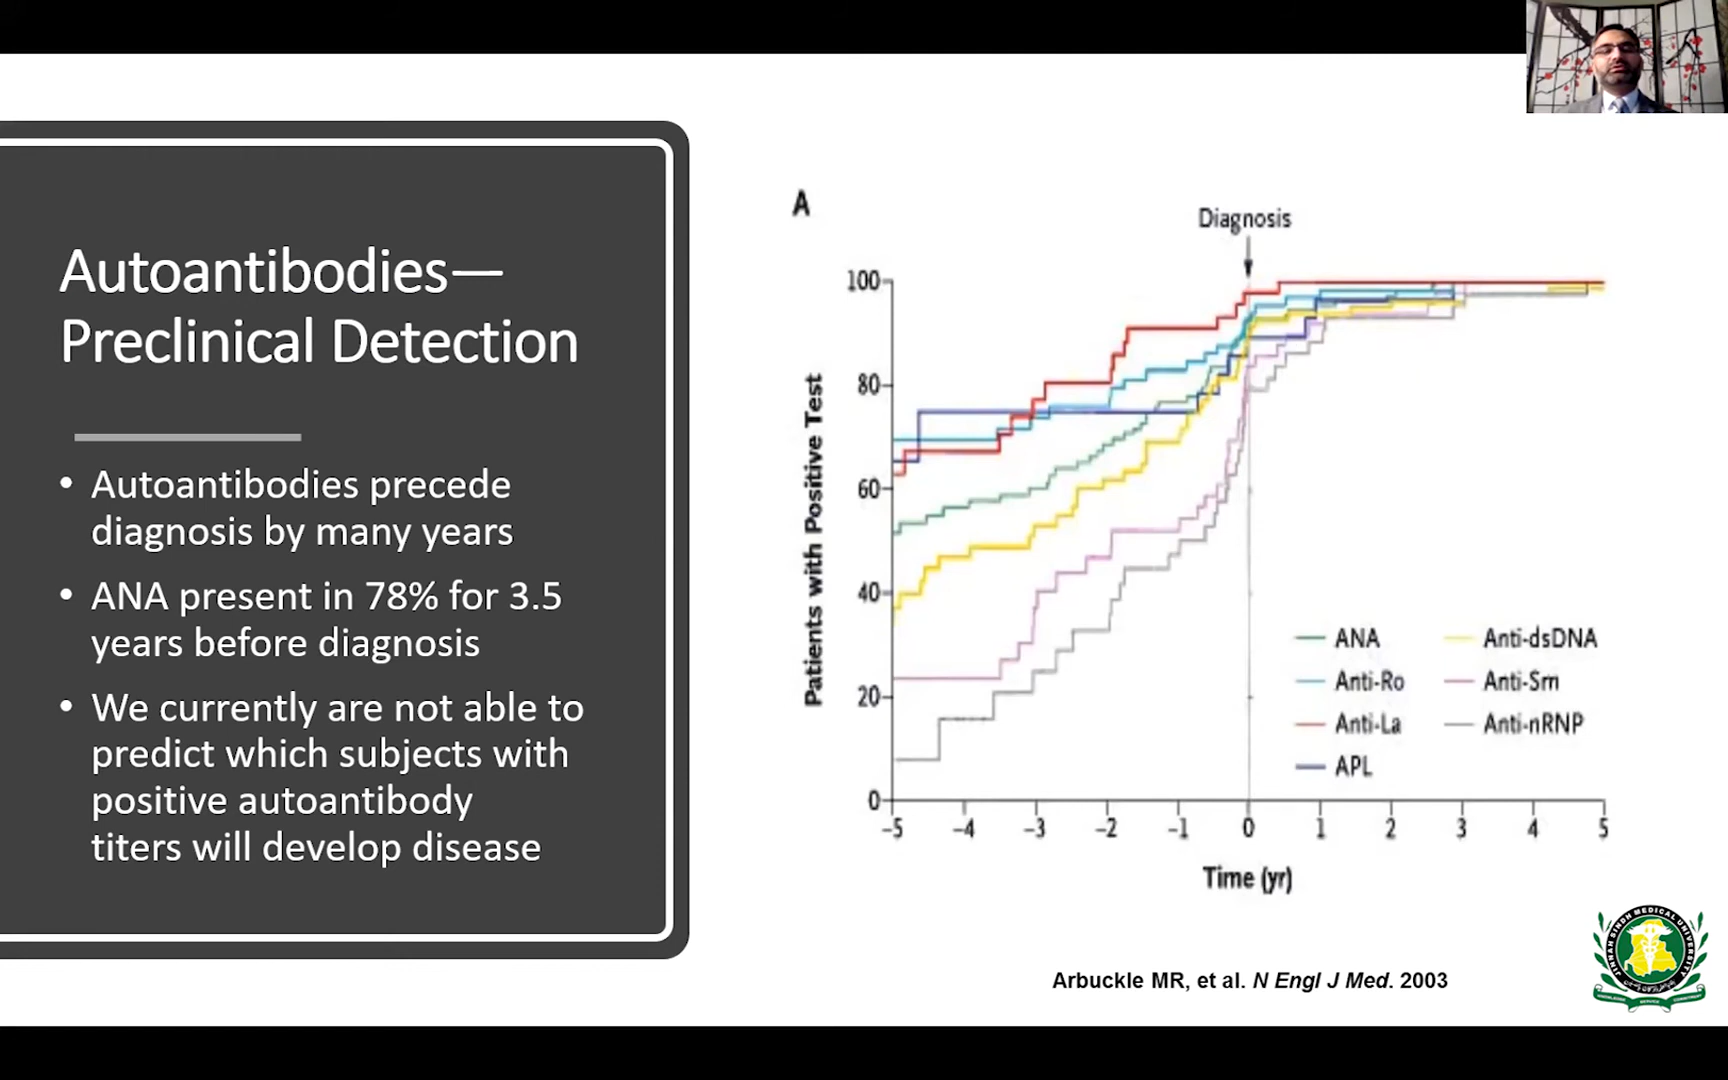 Autoantibodies—
Preclinical Detection
• Autoantibodies precede
diagnosis by many years
• ANA present in 78% for 3.5
years before diagnosis
• We currently are not able to
predict which subjects with
positive autoantibody
titers will develop disease
A
Diagnosis
Patients with Positive Test
100
80
60
40
20
0
−5 −4 −3 −2 −1 0 1 2 3 4 5
Time (yr)
ANA
Anti-Ro
Anti-La
APL
Anti-dsDNA
Anti-Sm
Anti-nRNP
Arbuckle MR, et al. N Engl J Med. 2003
JINNAH SINDH MEDICAL UNIVERSITY